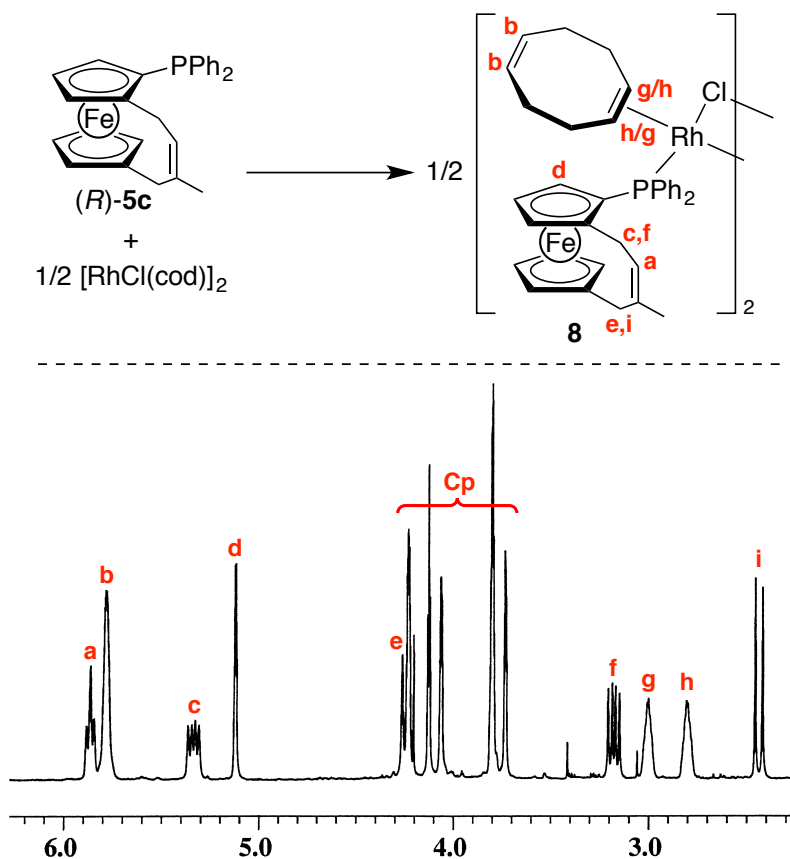 PPh2
Fe
(R)-5c
+
1/2 [RhCl(cod)]2
1/2
b
b
g/h
h/g
Cl
Rh
d
PPh2
Fe
c,f
a
e,i
2
8
Cp
a
b
c
d
e
f
g
h
i
6.0 5.0 4.0 3.0